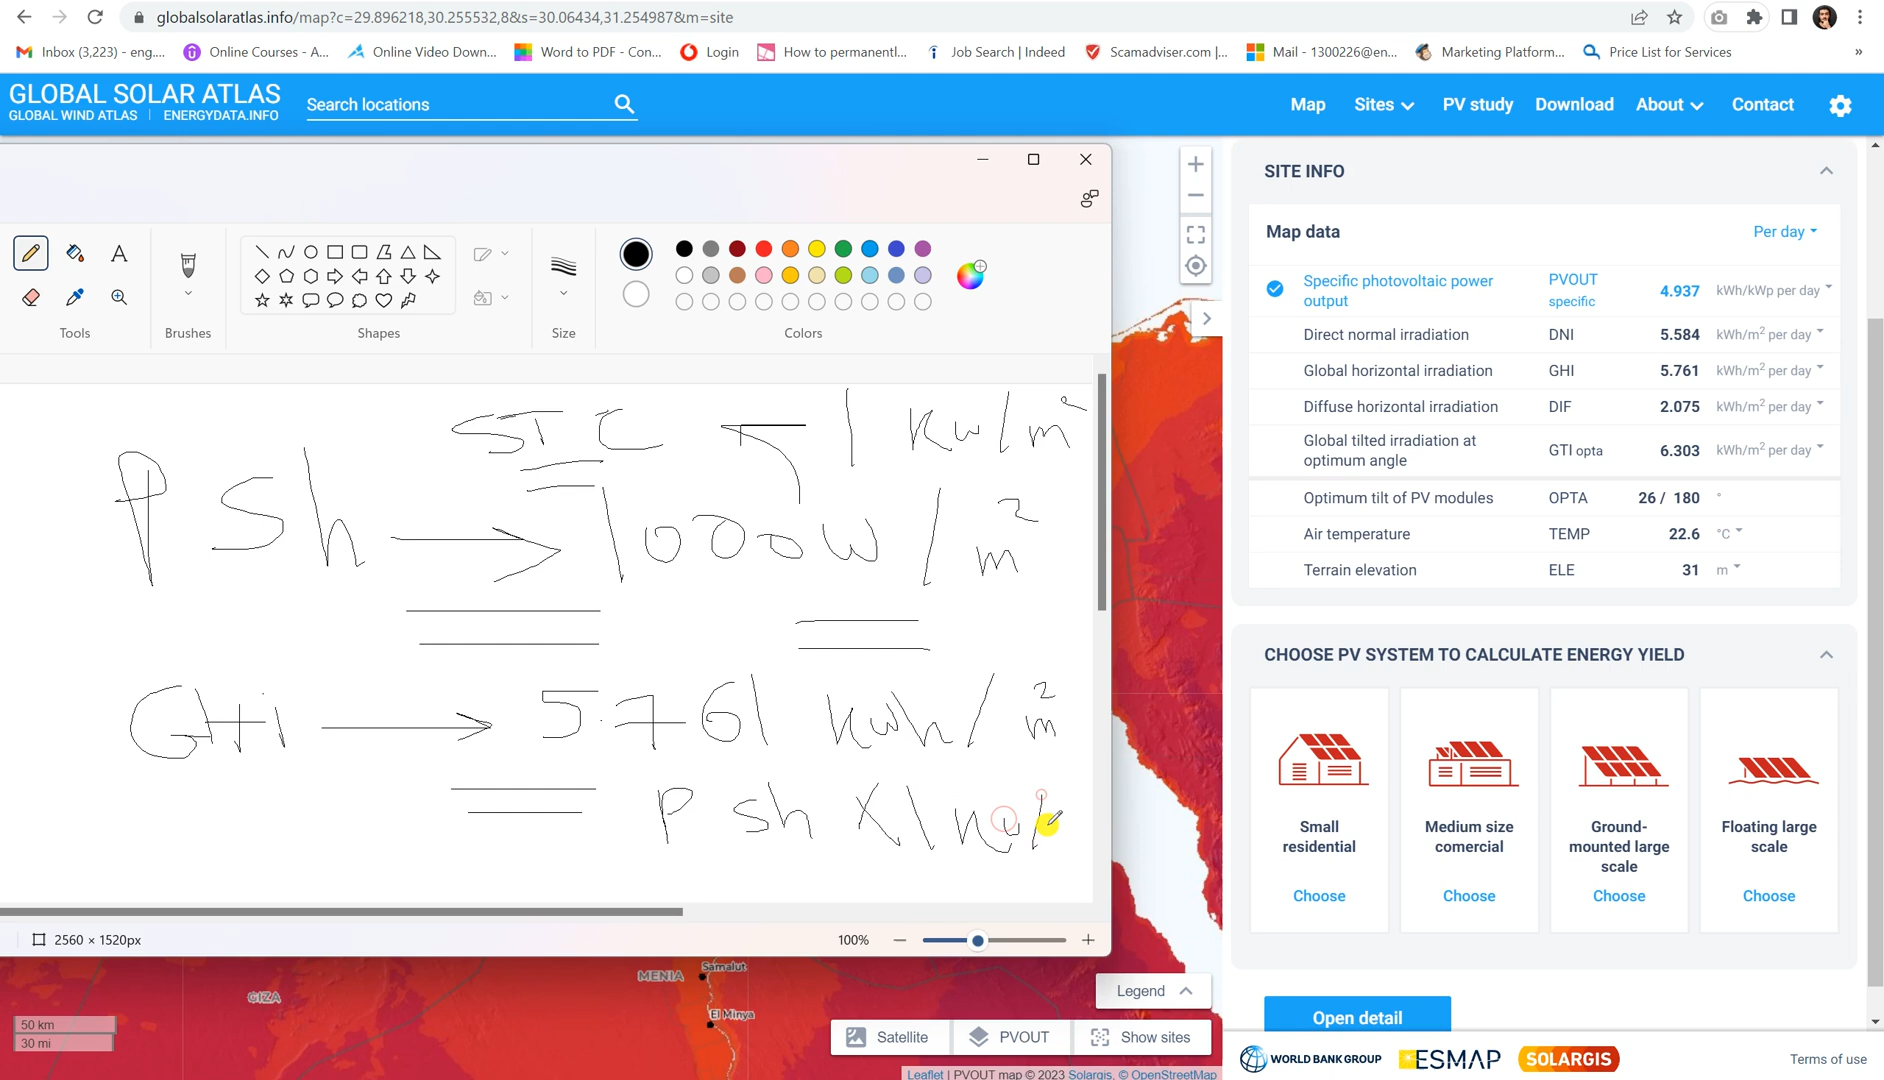 globalsolaratlas.info/map?c=29.896218,30.255532,8&s=30.06434,31.254987&m=site
Inbox (3,223) - eng.... Online Courses - A... Online Video Down... Word to PDF - Con... Login How to permanentl... Job Search | Indeed Scamadviser.com |... Mail - 1300226@en... Marketing Platform... Price List for Services »
GLOBAL SOLAR ATLAS
GLOBAL WIND ATLAS | ENERGYDATA.INFO
Search locations
Map Sites PV study Download About Contact
Tools
Brushes
Shapes
Size
Colors
STC 1 kw/m²
Psh → 1000W/m²
GHi → 5.761 kwh/m²
Psh X 1 kw/
2560 × 1520px
100%
SITE INFO
Map data Per day
Specific photovoltaic power output PVOUT specific 4.937 kWh/kWp per day
Direct normal irradiation DNI 5.584 kWh/m² per day
Global horizontal irradiation GHI 5.761 kWh/m² per day
Diffuse horizontal irradiation DIF 2.075 kWh/m² per day
Global tilted irradiation at optimum angle GTI opta 6.303 kWh/m² per day
Optimum tilt of PV modules OPTA 26 / 180 °
Air temperature TEMP 22.6 °C
Terrain elevation ELE 31 m
CHOOSE PV SYSTEM TO CALCULATE ENERGY YIELD
Small residential
Choose
Medium size comercial
Choose
Ground-mounted large scale
Choose
Floating large scale
Choose
Open detail
GIZA
MENIA
Samalut
El Minya
50 km
30 mi
Legend
Satellite PVOUT Show sites
Leaflet | PVOUT map © 2023 Solargis, © OpenStreetMap
WORLD BANK GROUP ESMAP SOLARGIS Terms of use